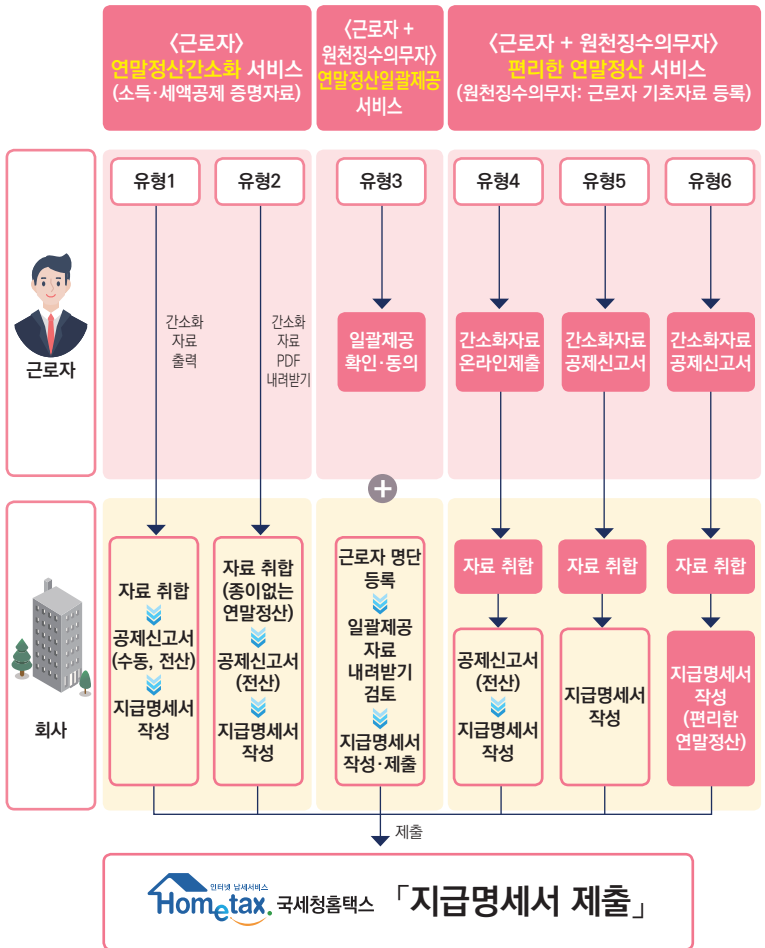 〈근로자〉
연말정산간소화 서비스
(소득·세액공제 증명자료)
〈근로자 +
원천징수의무자〉
연말정산일괄제공
서비스
〈근로자 + 원천징수의무자〉
편리한 연말정산 서비스
(원천징수의무자: 근로자 기초자료 등록)
유형1
유형2
유형3
유형4
유형5
유형6
근로자
간소화
자료
출력
간소화
자료
PDF
내려받기
일괄제공
확인·동의
간소화자료
온라인제출
간소화자료
공제신고서
간소화자료
공제신고서
+
회사
자료 취합
공제신고서
(수동, 전산)
지급명세서
작성
자료 취합
(종이없는
연말정산)
공제신고서
(전산)
지급명세서
작성
근로자 명단
등록
일괄제공
자료
내려받기
검토
지급명세서
작성·제출
자료 취합
공제신고서
(전산)
지급명세서
작성
자료 취합
지급명세서
작성
자료 취합
지급명세서
작성
(편리한
연말정산)
제출
인터넷 납세서비스
Hometax. 국세청홈택스 「지급명세서 제출」